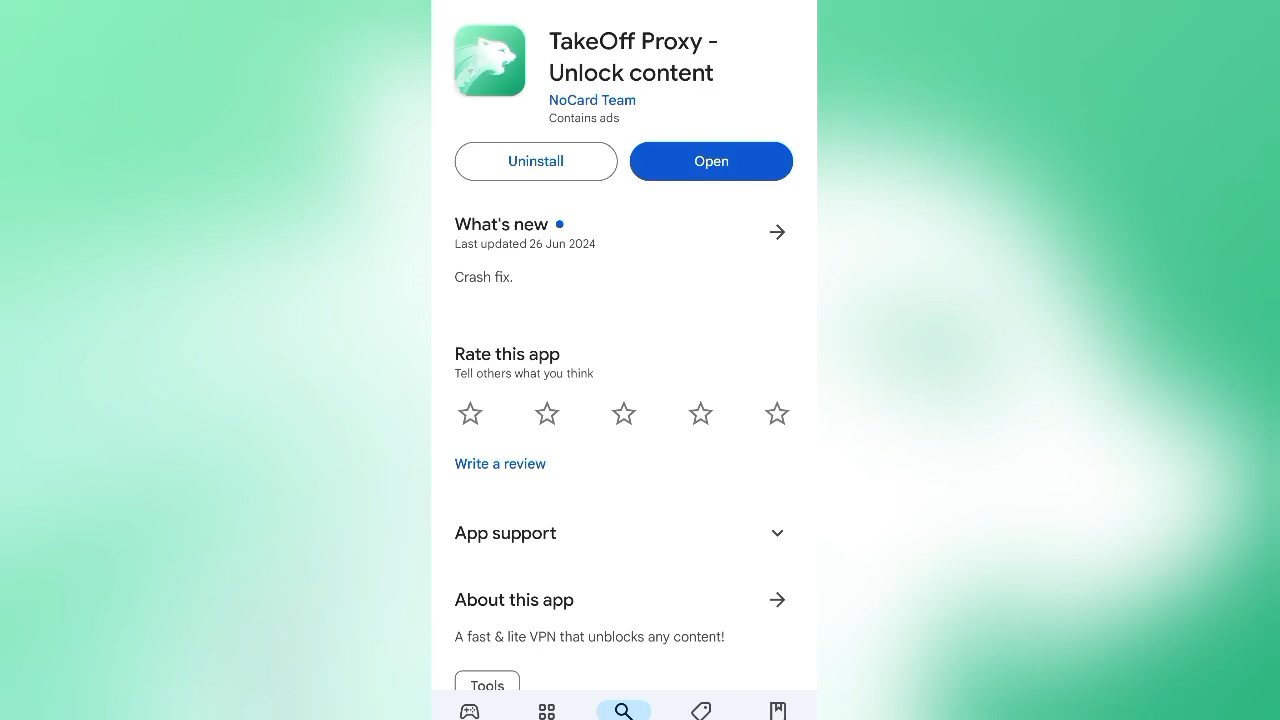 TakeOff Proxy -
Unlock content
NoCard Team
Contains ads
Uninstall
Open
What's new
Last updated 26 Jun 2024
Crash fix.
Rate this app
Tell others what you think
Write a review
App support
About this app
A fast & lite VPN that unblocks any content!
Tools